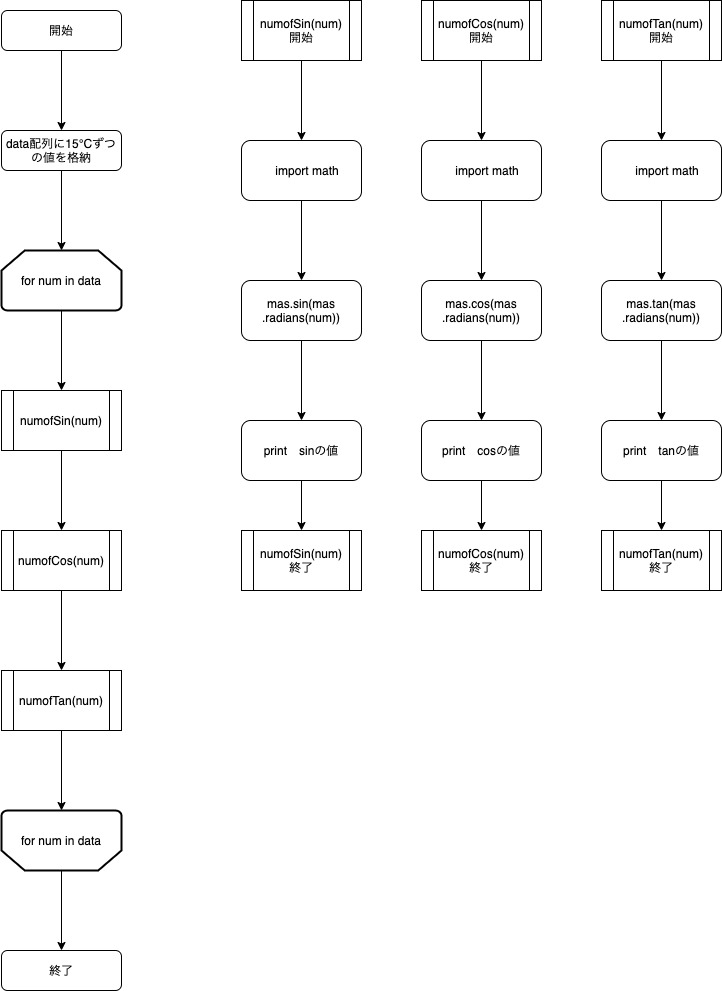 開始
data配列に15°Cずつ
の値を格納
for num in data
numofSin(num)
numofCos(num)
numofTan(num)
for num in data
終了
numofSin(num)
開始
import math
mas.sin(mas
.radians(num))
print　sinの値
numofSin(num)
終了
numofCos(num)
開始
import math
mas.cos(mas
.radians(num))
print　cosの値
numofCos(num)
終了
numofTan(num)
開始
import math
mas.tan(mas
.radians(num))
print　tanの値
numofTan(num)
終了